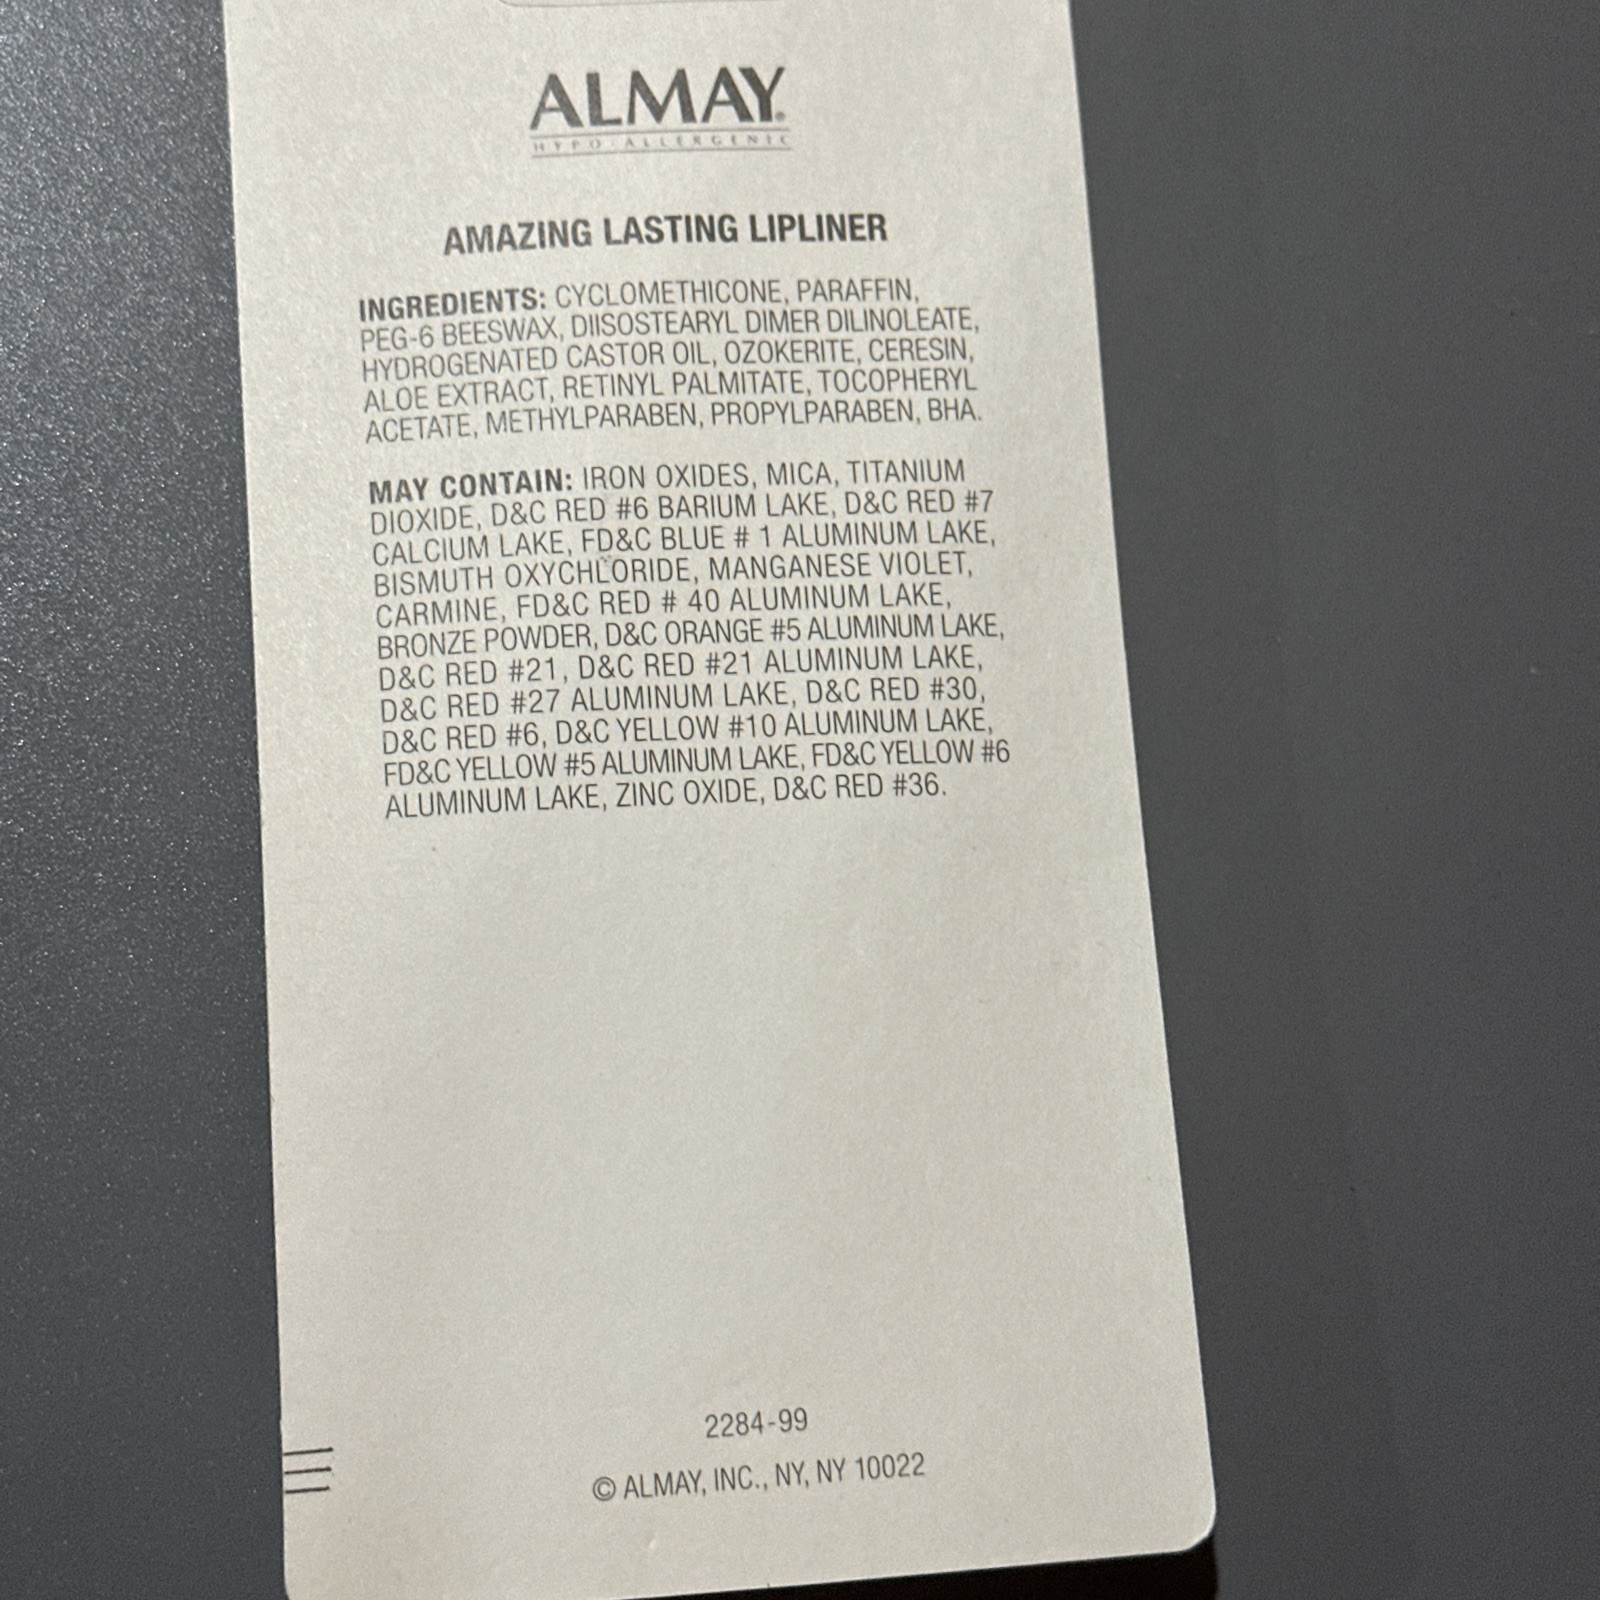 ALMAY®
HYPO-ALLERGENIC
AMAZING LASTING LIPLINER
INGREDIENTS: CYCLOMETHICONE, PARAFFIN,
PEG-6 BEESWAX, DIISOSTEARYL DIMER DILINOLEATE,
HYDROGENATED CASTOR OIL, OZOKERITE, CERESIN,
ALOE EXTRACT, RETINYL PALMITATE, TOCOPHERYL
ACETATE, METHYLPARABEN, PROPYLPARABEN, BHA.
MAY CONTAIN: IRON OXIDES, MICA, TITANIUM
DIOXIDE, D&C RED #6 BARIUM LAKE, D&C RED #7
CALCIUM LAKE, FD&C BLUE # 1 ALUMINUM LAKE,
BISMUTH OXYCHLORIDE, MANGANESE VIOLET,
CARMINE, FD&C RED # 40 ALUMINUM LAKE,
BRONZE POWDER, D&C ORANGE #5 ALUMINUM LAKE,
D&C RED #21, D&C RED #21 ALUMINUM LAKE,
D&C RED #27 ALUMINUM LAKE, D&C RED #30,
D&C RED #6, D&C YELLOW #10 ALUMINUM LAKE,
FD&C YELLOW #5 ALUMINUM LAKE, FD&C YELLOW #6
ALUMINUM LAKE, ZINC OXIDE, D&C RED #36.
2284-99
© ALMAY, INC., NY, NY 10022